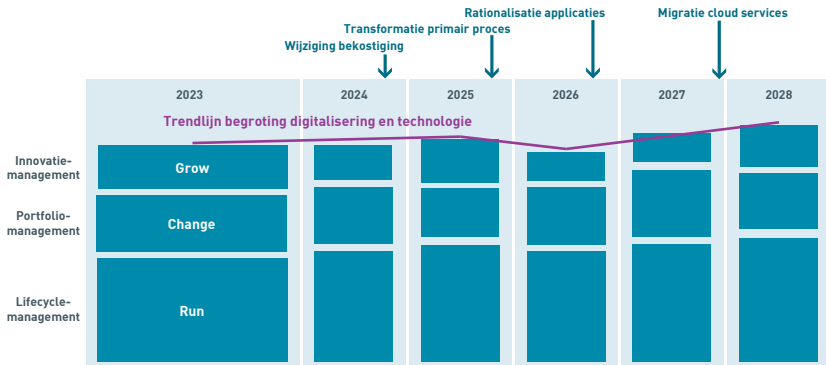 Rationalisatie applicaties
Migratie cloud services
Transformatie primair proces
Wijziging bekostiging
2023
2024
2025
2026
2027
2028
Trendlijn begroting digitalisering en technologie
Innovatie-
management
Grow
Portfolio-
management
Change
Lifecycle-
management
Run